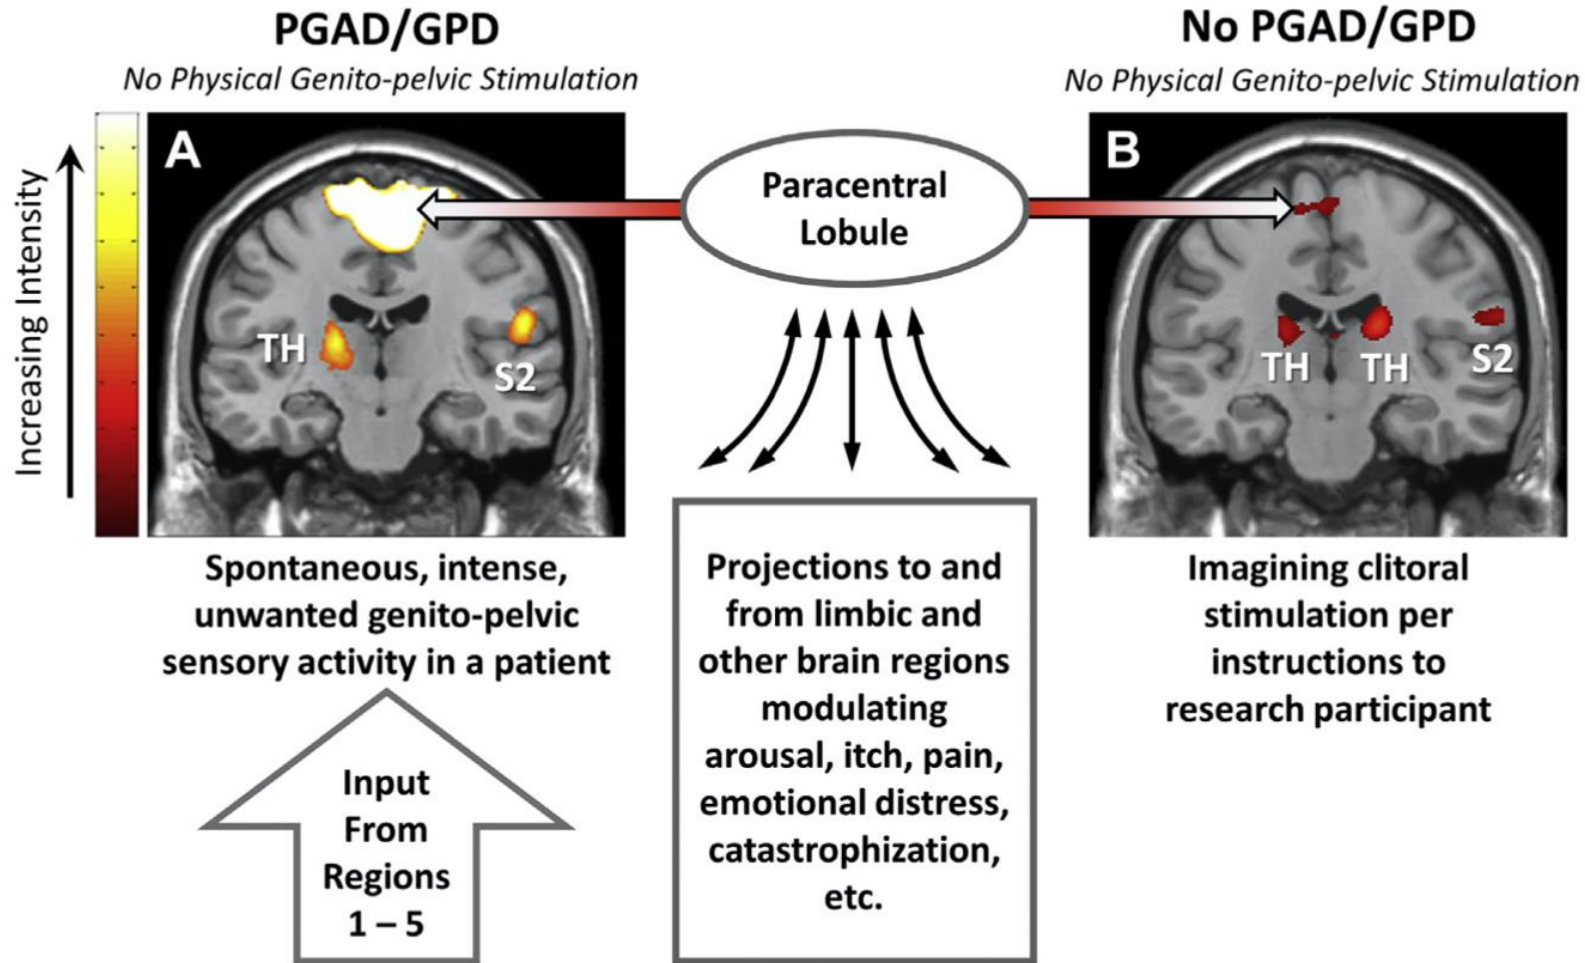 PGAD/GPD
No Physical Genito-pelvic Stimulation
No PGAD/GPD
No Physical Genito-pelvic Stimulation
Increasing Intensity
A
TH
S2
Paracentral
Lobule
B
TH
TH
S2
Spontaneous, intense,
unwanted genito-pelvic
sensory activity in a patient
Input
From
Regions
1 – 5
Projections to and
from limbic and
other brain regions
modulating
arousal, itch, pain,
emotional distress,
catastrophization,
etc.
Imagining clitoral
stimulation per
instructions to
research participant